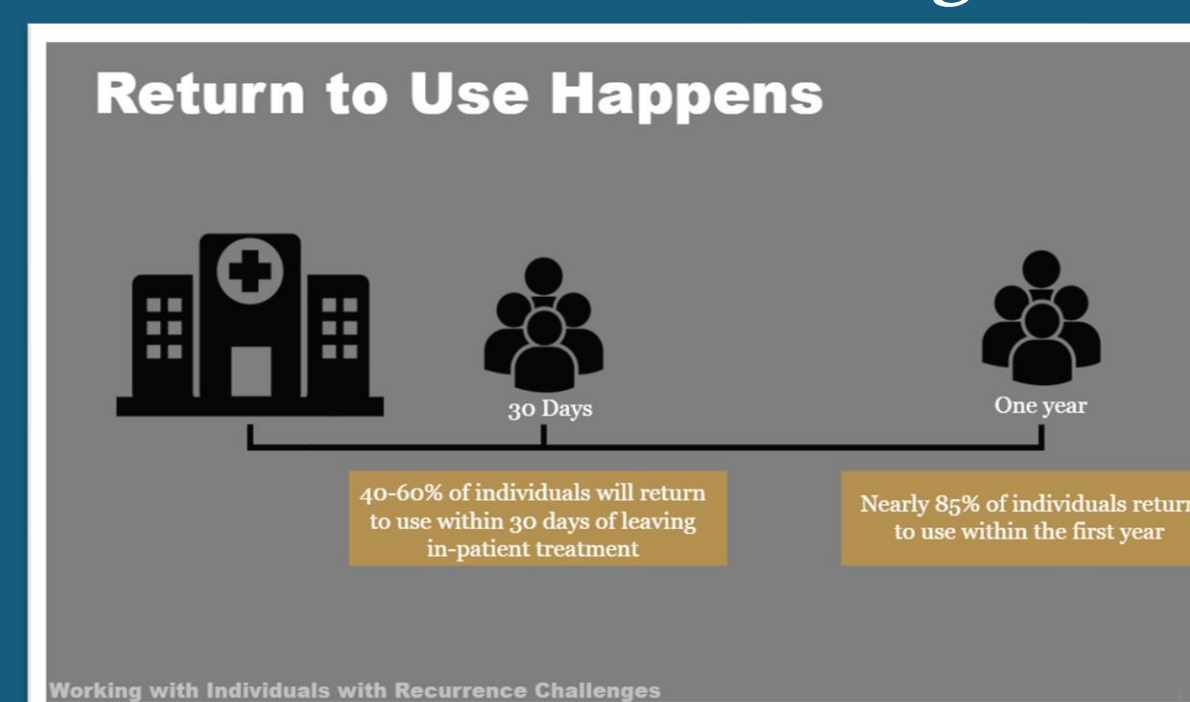 Return to Use Happens
30 Days
One year
40-60% of individuals will return
to use within 30 days of leaving
in-patient treatment
Nearly 85% of individuals return
to use within the first year
Working with Individuals with Recurrence Challenges
4